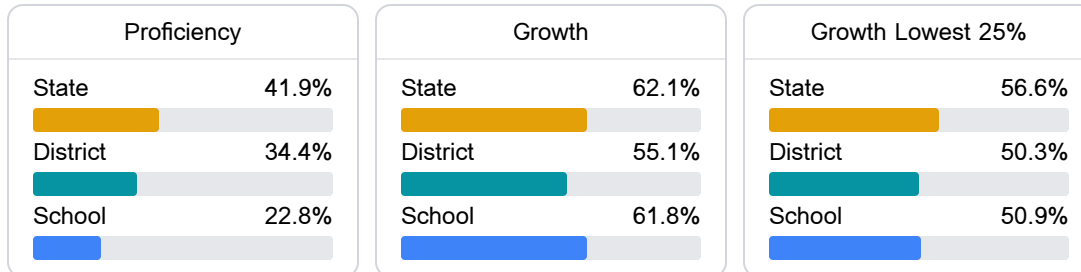 Proficiency
State 41.9%
District 34.4%
School 22.8%
Growth
State 62.1%
District 55.1%
School 61.8%
Growth Lowest 25%
State 56.6%
District 50.3%
School 50.9%